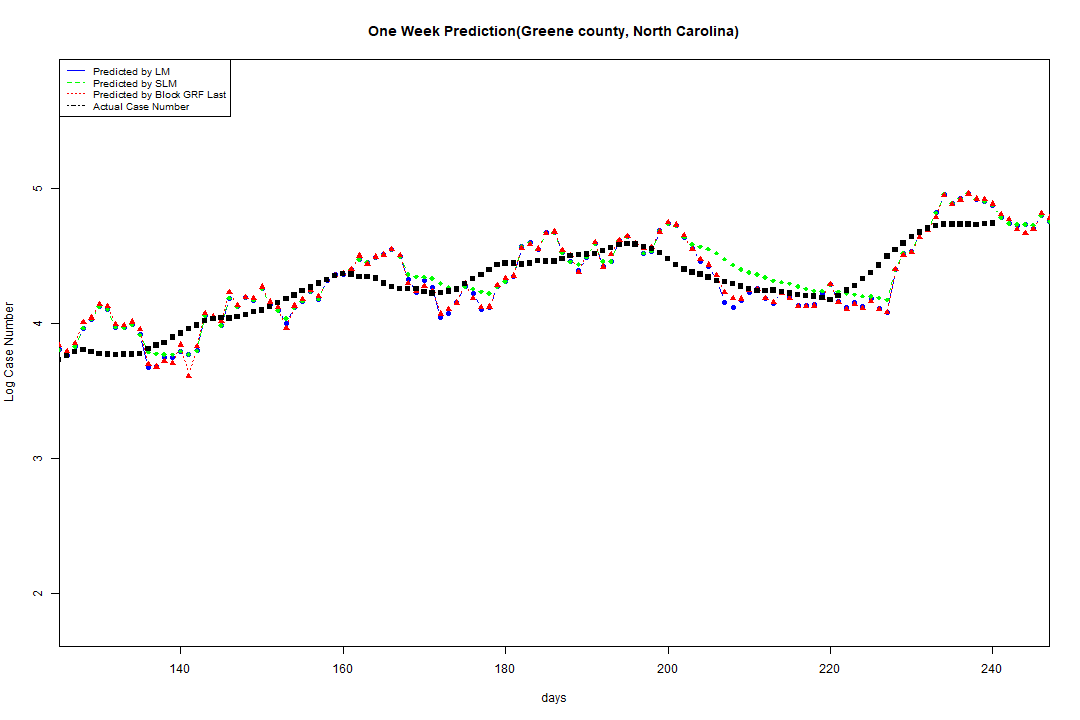 One Week Prediction(Greene county, North Carolina)
Predicted by LM
Predicted by SLM
Predicted by Block GRF Last
Actual Case Number
5
4
3
2
Log Case Number
140 160 180 200 220 240
days